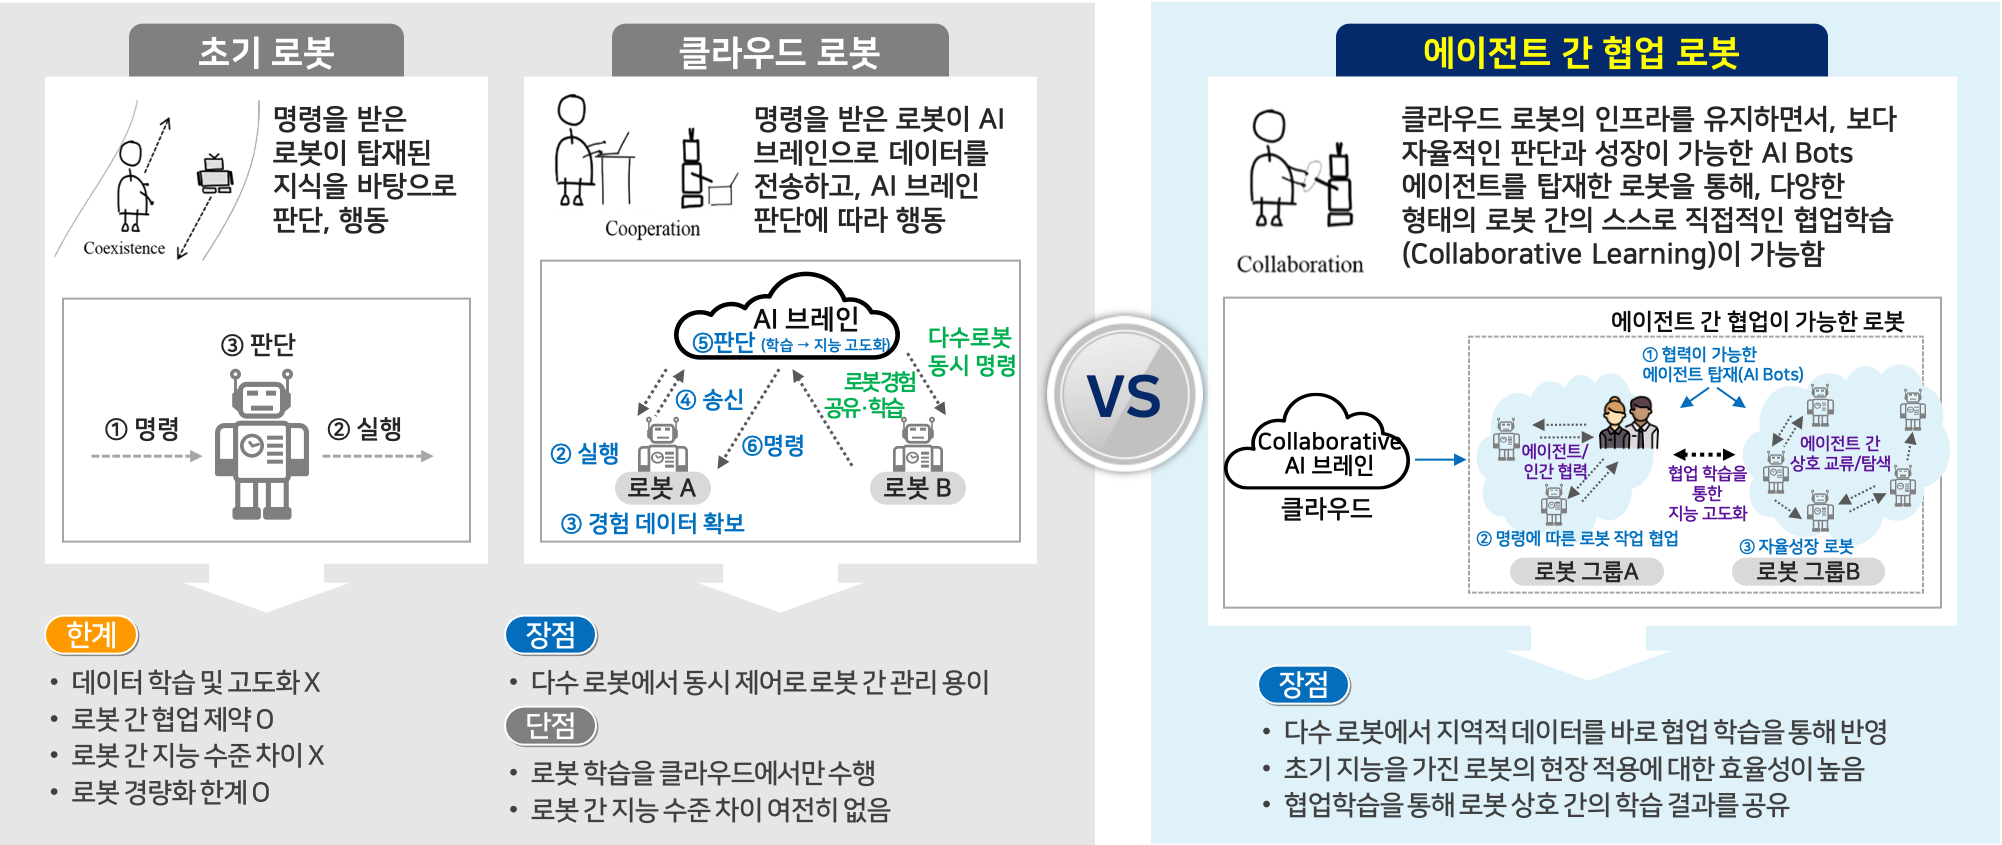 초기 로봇
명령을 받은
로봇이 탑재된
지식을 바탕으로
판단, 행동
Coexistence
③ 판단
① 명령
② 실행
한계
• 데이터 학습 및 고도화 X
• 로봇 간 협업 제약 O
• 로봇 간 지능 수준 차이 X
• 로봇 경량화 한계 O
클라우드 로봇
명령을 받은 로봇이 AI
브레인으로 데이터를
전송하고, AI 브레인
판단에 따라 행동
Cooperation
AI 브레인
⑤판단 (학습 → 지능 고도화)
다수로봇
동시 명령
로봇경험
공유·학습
④ 송신
⑥명령
② 실행
로봇 A
로봇 B
③ 경험 데이터 확보
장점
• 다수 로봇에서 동시 제어로 로봇 간 관리 용이
단점
• 로봇 학습을 클라우드에서만 수행
• 로봇 간 지능 수준 차이 여전히 없음
VS
에이전트 간 협업 로봇
클라우드 로봇의 인프라를 유지하면서, 보다
자율적인 판단과 성장이 가능한 AI Bots
에이전트를 탑재한 로봇을 통해, 다양한
형태의 로봇 간의 스스로 직접적인 협업학습
(Collaborative Learning)이 가능함
Collaboration
에이전트 간 협업이 가능한 로봇
① 협력이 가능한
에이전트 탑재(AI Bots)
Collaborative
AI 브레인
클라우드
에이전트/
인간 협력
협업 학습을
통한
지능 고도화
에이전트 간
상호 교류/탐색
② 명령에 따른 로봇 작업 협업
③ 자율성장 로봇
로봇 그룹A
로봇 그룹B
장점
• 다수 로봇에서 지역적 데이터를 바로 협업 학습을 통해 반영
• 초기 지능을 가진 로봇의 현장 적용에 대한 효율성이 높음
• 협업학습을 통해 로봇 상호 간의 학습 결과를 공유